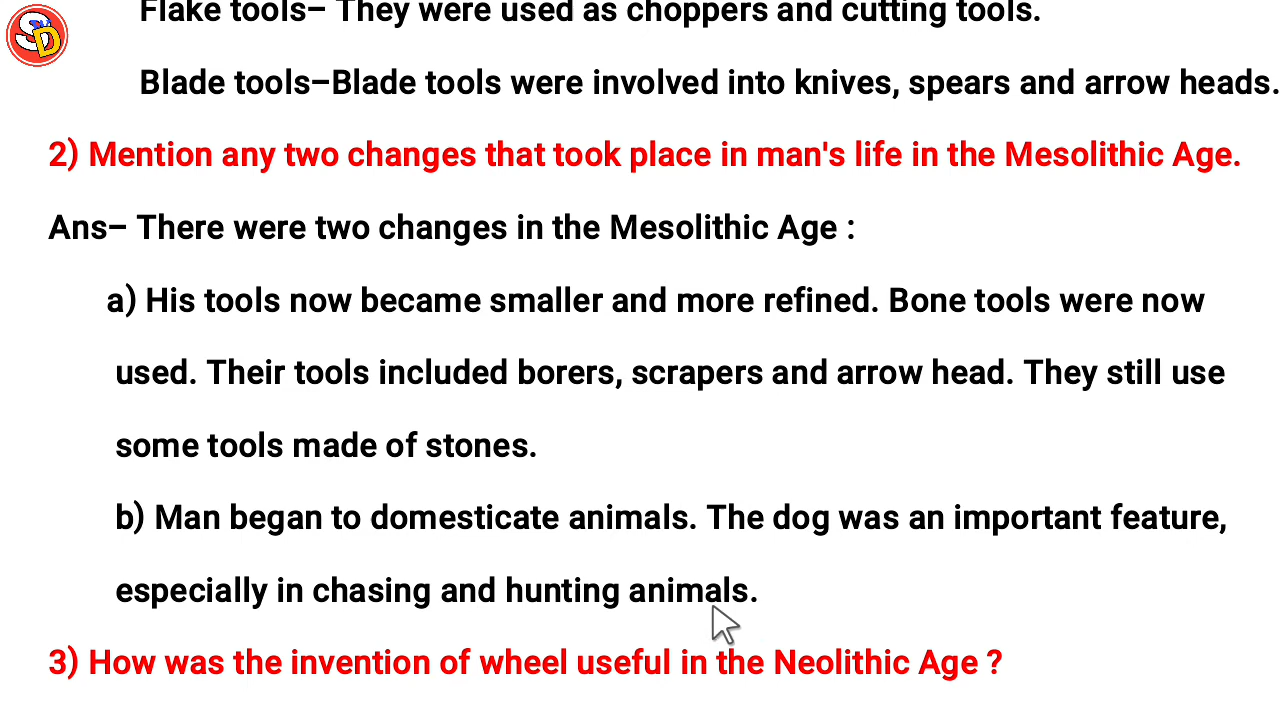 Flake tools– They were used as choppers and cutting tools.
SD
Blade tools–Blade tools were involved into knives, spears and arrow heads.
2) Mention any two changes that took place in man's life in the Mesolithic Age.
Ans– There were two changes in the Mesolithic Age :
a) His tools now became smaller and more refined. Bone tools were now
used. Their tools included borers, scrapers and arrow head. They still use
some tools made of stones.
b) Man began to domesticate animals. The dog was an important feature,
especially in chasing and hunting animals.
3) How was the invention of wheel useful in the Neolithic Age ?